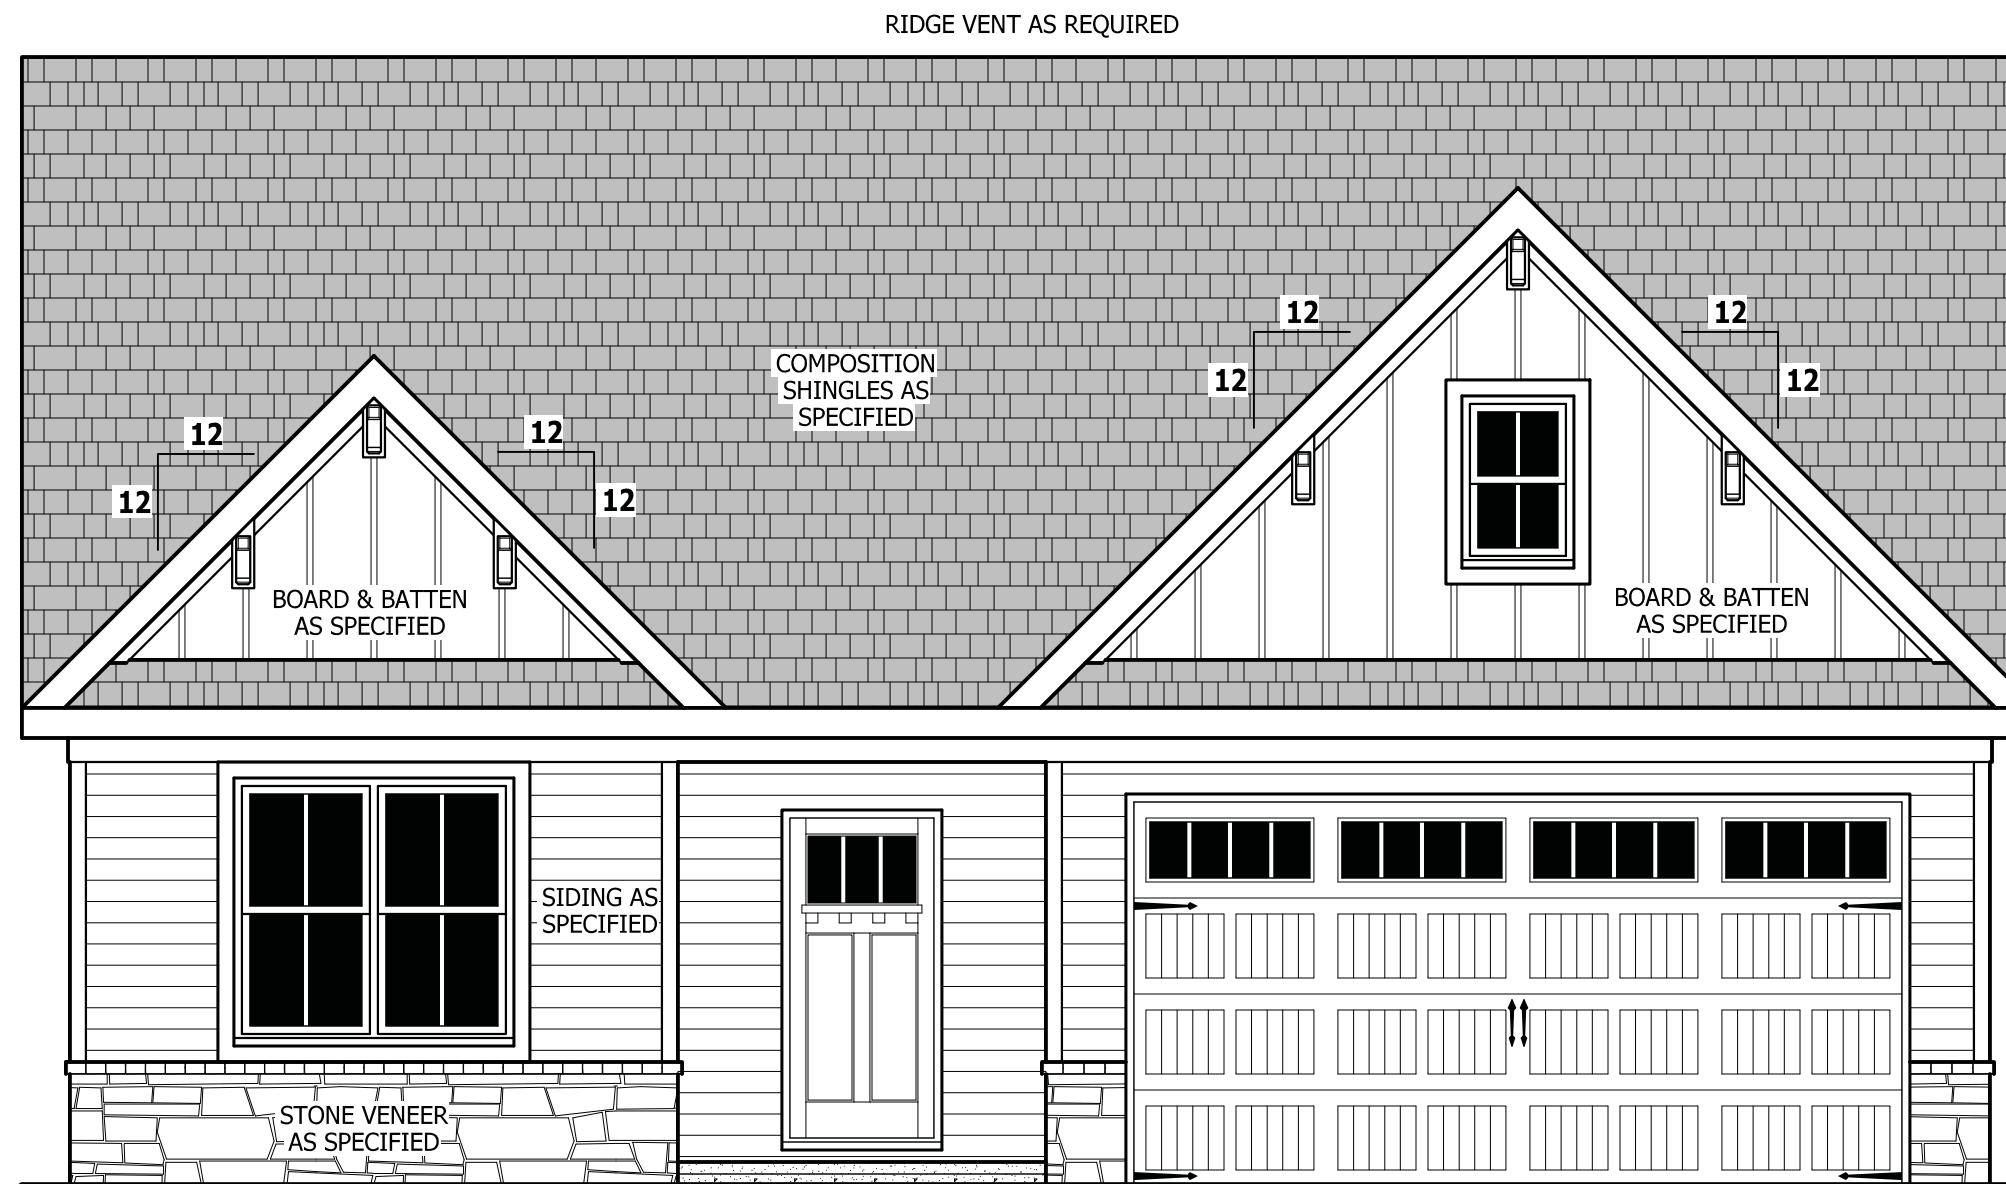 RIDGE VENT AS REQUIRED
12
12
12
12
COMPOSITION
SHINGLES AS
SPECIFIED
12
12
12
12
BOARD & BATTEN
AS SPECIFIED
BOARD & BATTEN
AS SPECIFIED
SIDING AS
SPECIFIED
STONE VENEER
AS SPECIFIED